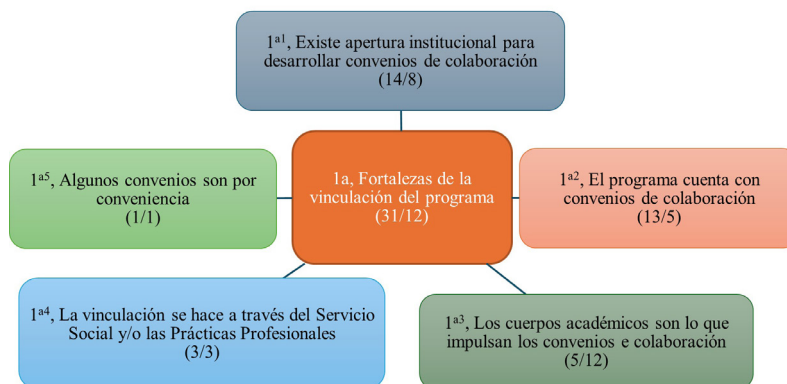 1ᵃ¹, Existe apertura institucional para
desarrollar convenios de colaboración
(14/8)
1ᵃ⁵, Algunos convenios son por
conveniencia
(1/1)
1a, Fortalezas de la
vinculación del programa
(31/12)
1ᵃ², El programa cuenta con
convenios de colaboración
(13/5)
1ᵃ⁴, La vinculación se hace a través del Servicio
Social y/o las Prácticas Profesionales
(3/3)
1ᵃ³, Los cuerpos académicos son lo que
impulsan los convenios e colaboración
(5/12)